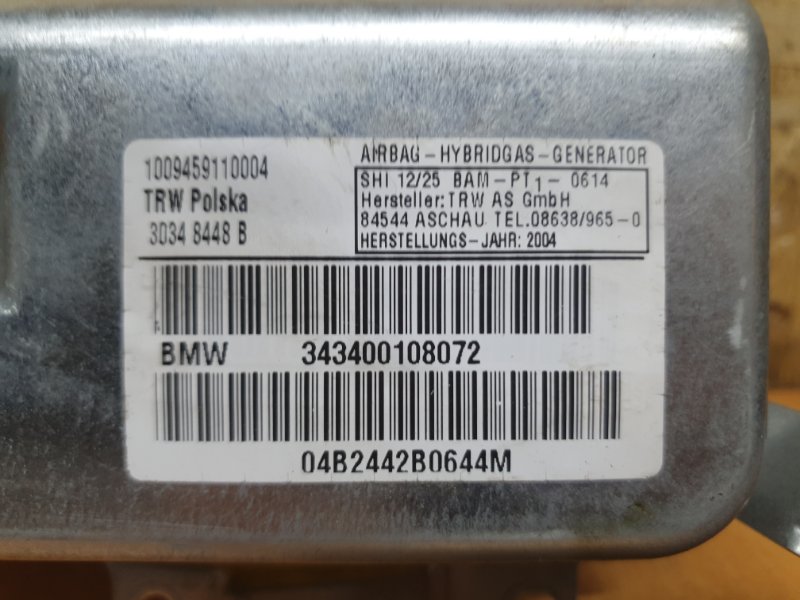 1009459110004
TRW Polska
3034 8448 B
AIRBAG-HYBRIDGAS-GENERATOR
SHI 12/25 BAM-PT1- 0614
Hersteller: TRW AS GmbH
84544 ASCHAU TEL.08638/965-0
HERSTELLUNGS-JAHR: 2004
BMW 343400108072
04B2442B0644M